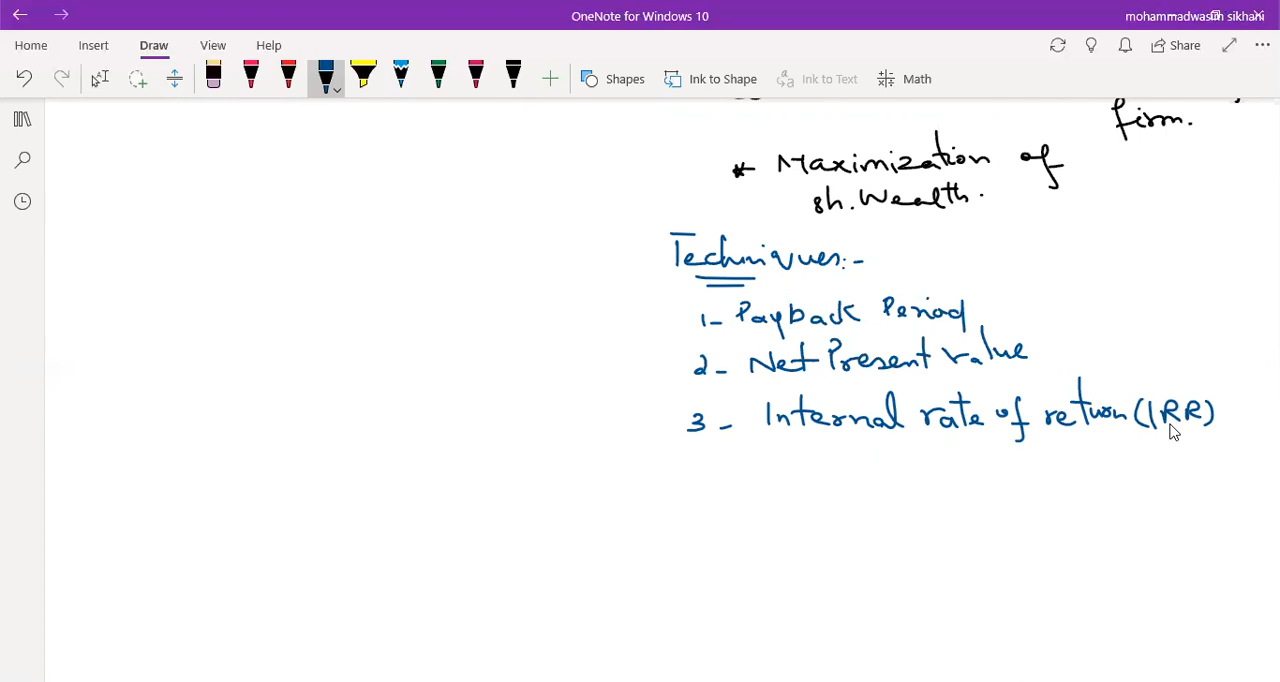 OneNote for Windows 10
Home Insert Draw View Help
Share
Shapes Ink to Shape Ink to Text Math
firm.
* Maximization of
sh. Wealth.
Techniques:-
1- Payback Period
2- Net Present value
3- Internal rate of return (IRR)